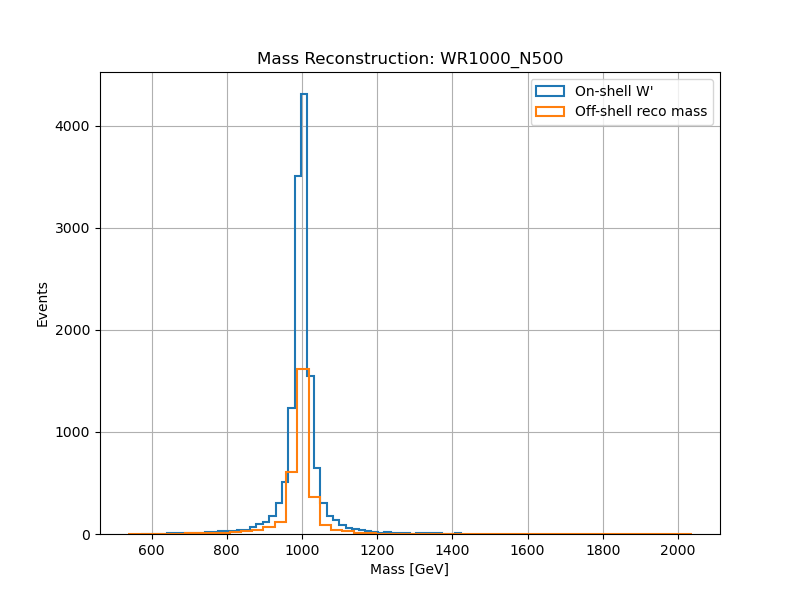 Mass Reconstruction: WR1000_N500
On-shell W'
Off-shell reco mass
4000
3000
2000
1000
0
Events
600 800 1000 1200 1400 1600 1800 2000
Mass [GeV]